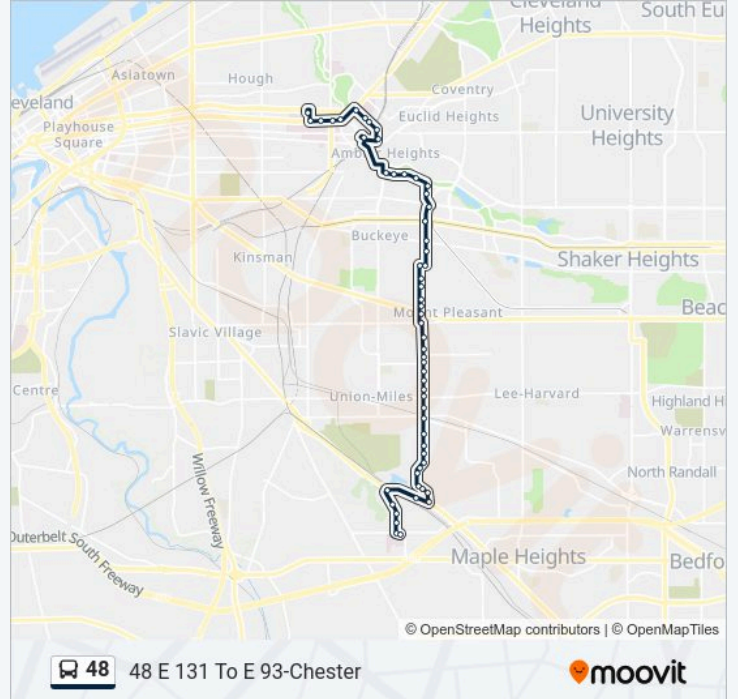 Cleveland
Heights
South Eu
Asiatown
Hough
Coventry
eveland
Playhouse
Square
Euclid Heights
University
Heights
Ambler Heights
Buckeye
Kinsman
Shaker Heights
Mount Pleasant
Beac
Slavic Village
Centre
Union-Miles
Lee-Harvard
Highland H
Warrensv
Willow Freeway
North Randall
Outerbelt South Freeway
Maple Heights
Bedfo
© OpenStreetMap contributors | © OpenMapTiles
48
48 E 131 To E 93-Chester
moovit